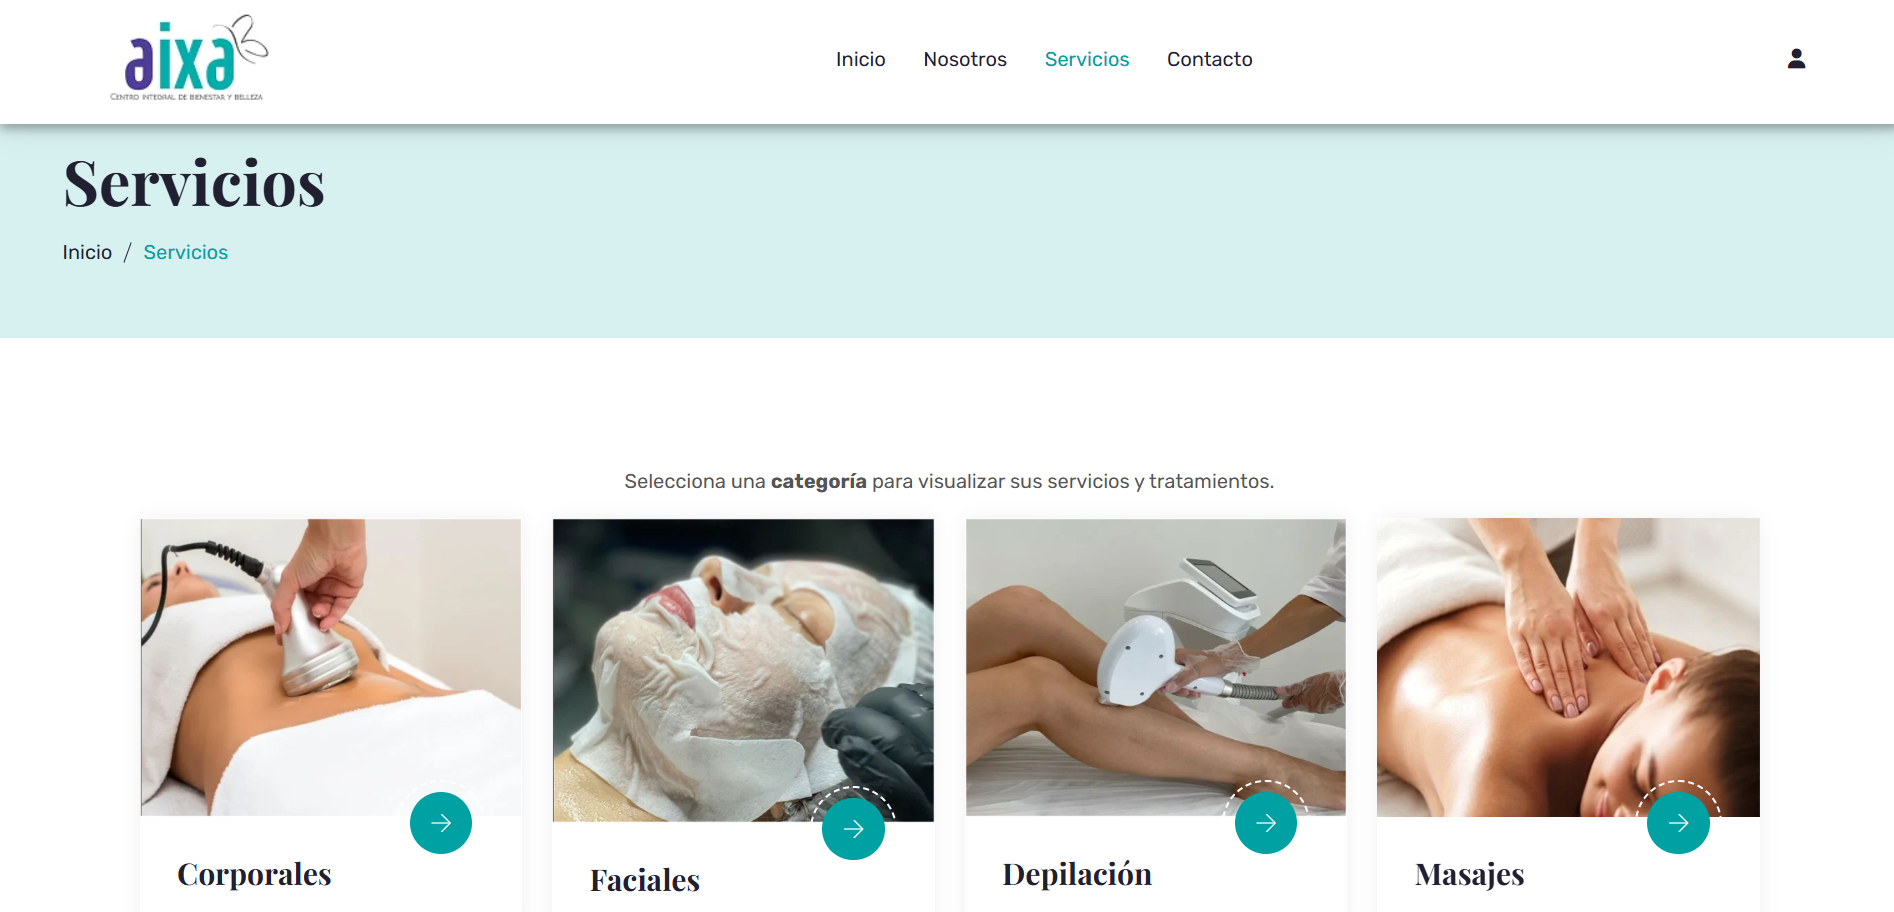 aixa
CENTRO INTEGRAL DE BIENESTAR Y BELLEZA
Inicio
Nosotros
Servicios
Contacto
Servicios
Inicio / Servicios
Selecciona una categoría para visualizar sus servicios y tratamientos.
Corporales
Faciales
Depilación
Masajes